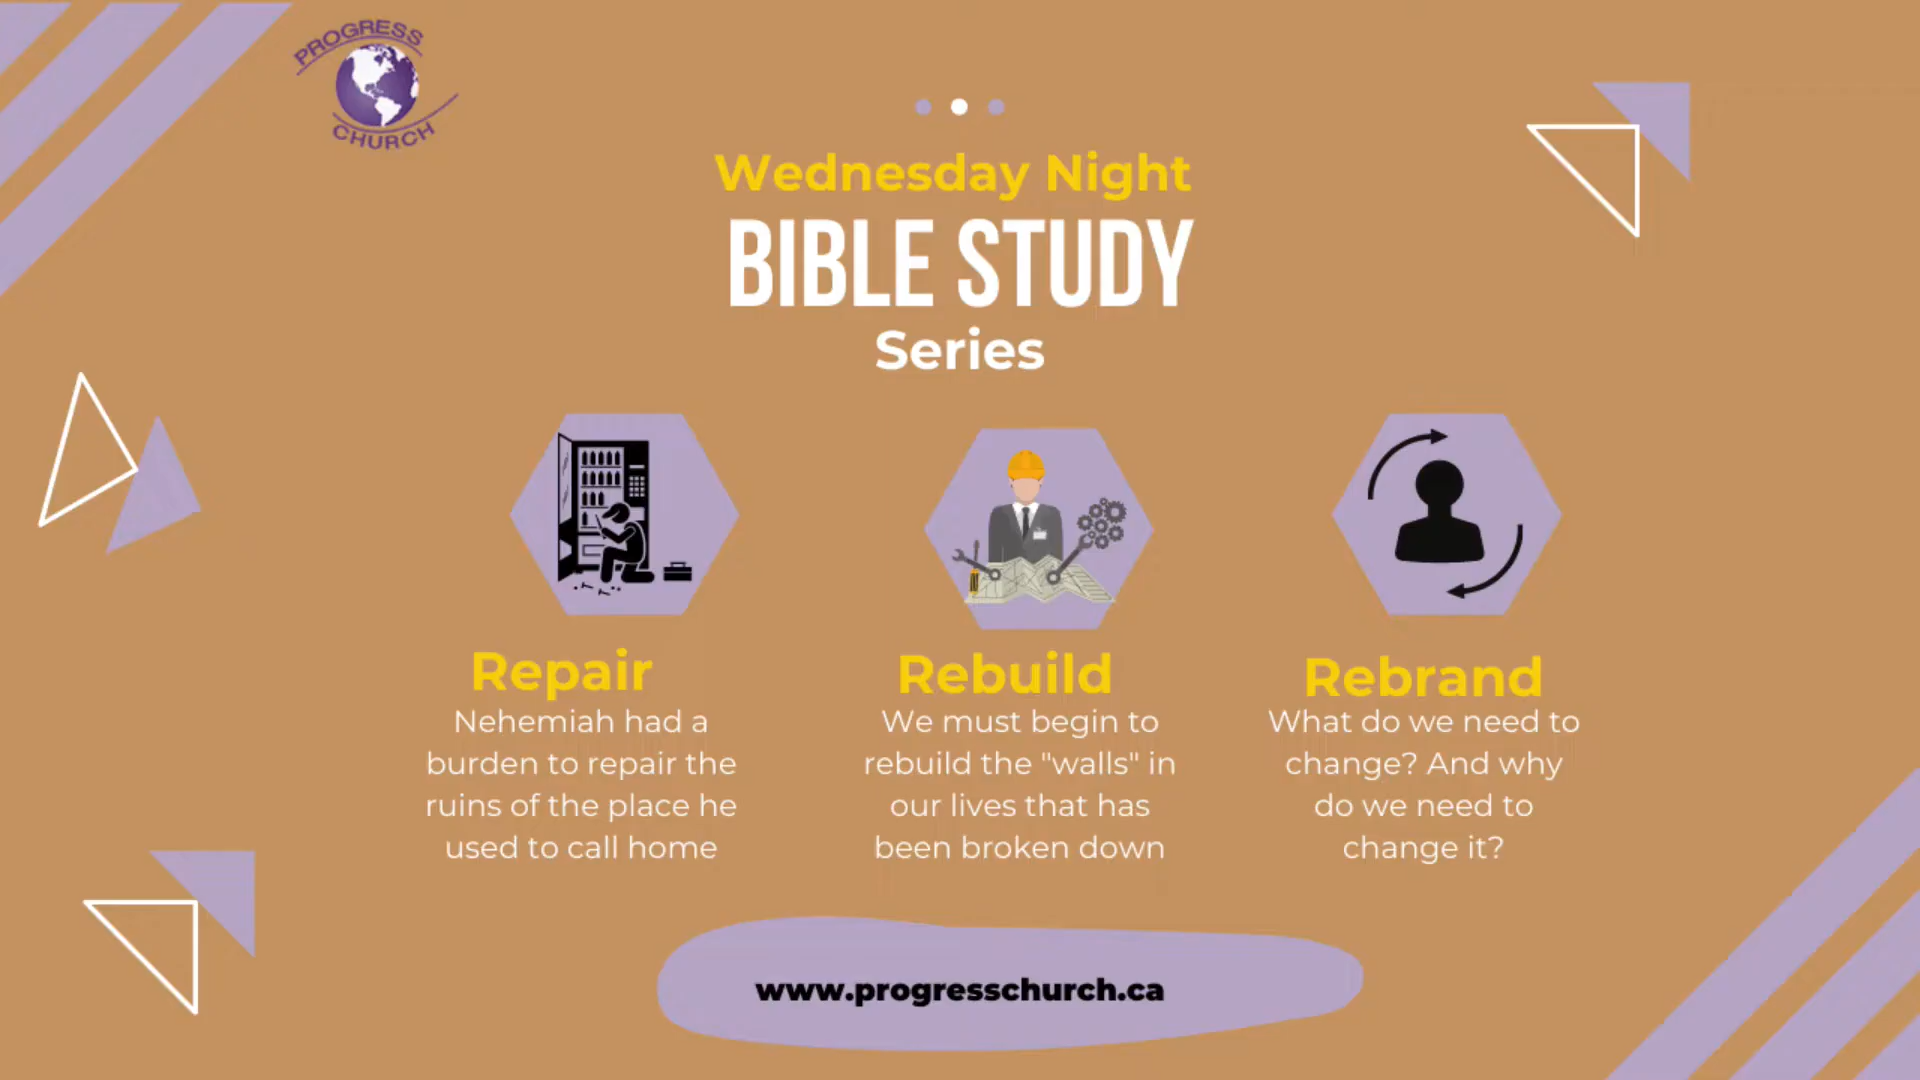 PROGRESS
CHURCH
Wednesday Night
BIBLE STUDY
Series
Repair
Nehemiah had a
burden to repair the
ruins of the place he
used to call home
Rebuild
We must begin to
rebuild the "walls" in
our lives that has
been broken down
Rebrand
What do we need to
change? And why
do we need to
change it?
www.progresschurch.ca